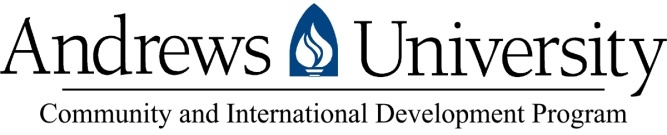 Andrews University
Community and International Development Program